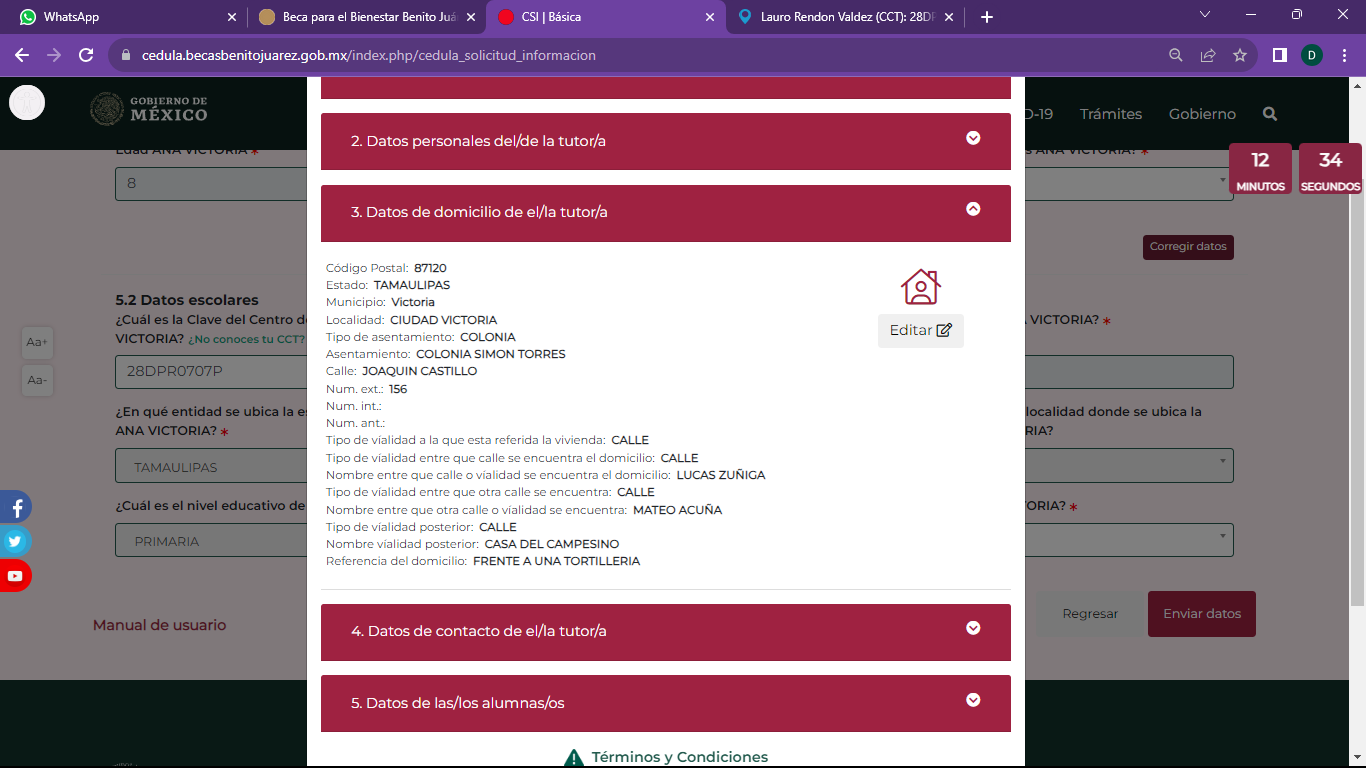 WhatsApp
Beca para el Bienestar Benito Juá
CSI | Básica
Lauro Rendon Valdez (CCT): 28DP
cedula.becasbenitojuarez.gob.mx/index.php/cedula_solicitud_informacion
D
GOBIERNO DE
MÉXICO
D-19
Trámites
Gobierno
2. Datos personales del/de la tutor/a
Edad ANA VICTORIA *
ANA VICTORIA? *
12
MINUTOS
34
SEGUNDOS
8
3. Datos de domicilio de el/la tutor/a
Corregir datos
Código Postal: 87120
Estado: TAMAULIPAS
Municipio: Victoria
Localidad: CIUDAD VICTORIA
Tipo de asentamiento: COLONIA
Asentamiento: COLONIA SIMON TORRES
Calle: JOAQUIN CASTILLO
Num. ext.: 156
Num. int.:
Num. ant.:
Tipo de víalidad a la que esta referida la vivienda: CALLE
Tipo de víalidad entre que calle se encuentra el domicilio: CALLE
Nombre entre que calle o víalidad se encuentra el domicilio: LUCAS ZUÑIGA
Tipo de víalidad entre que otra calle se encuentra: CALLE
Nombre entre que otra calle o víalidad se encuentra: MATEO ACUÑA
Tipo de víalidad posterior: CALLE
Nombre víalidad posterior: CASA DEL CAMPESINO
Referencia del domicilio: FRENTE A UNA TORTILLERIA
Editar
5.2 Datos escolares
¿Cuál es la Clave del Centro de
VICTORIA? ¿No conoces tu CCT?
A VICTORIA? *
Aa+
Aa-
28DPR0707P
¿En qué entidad se ubica la es
ANA VICTORIA? *
localidad donde se ubica la
RIA?
TAMAULIPAS
¿Cuál es el nivel educativo de
ORIA? *
PRIMARIA
4. Datos de contacto de el/la tutor/a
Manual de usuario
Regresar
Enviar datos
5. Datos de las/los alumnas/os
Términos y Condiciones